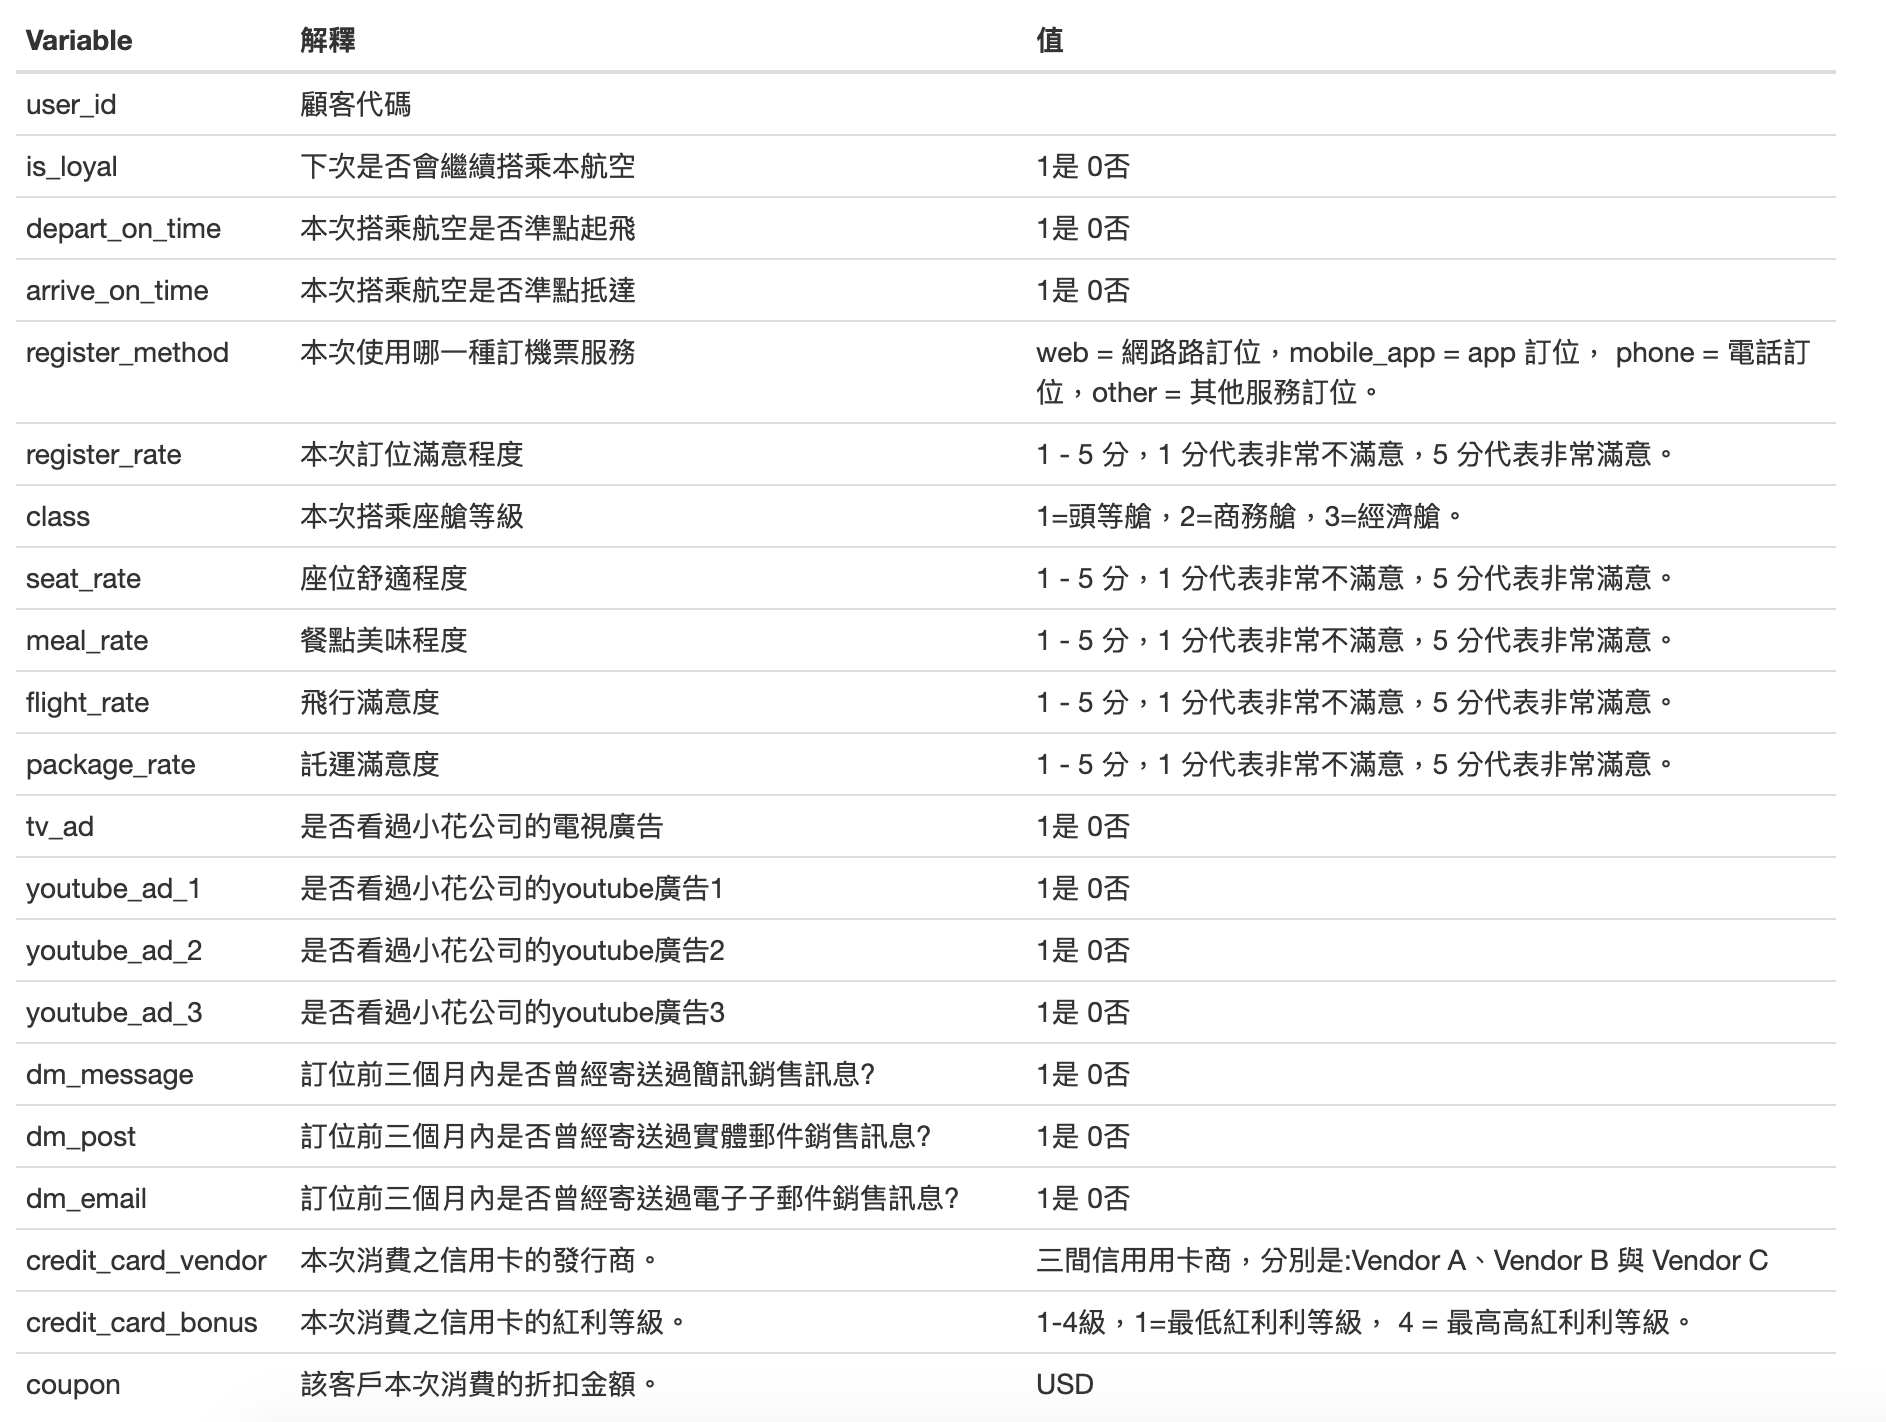 Variable 解釋 值
user_id 顧客代碼
is_loyal 下次是否會繼續搭乘本航空 1是 0否
depart_on_time 本次搭乘航空是否準點起飛 1是 0否
arrive_on_time 本次搭乘航空是否準點抵達 1是 0否
register_method 本次使用哪一種訂機票服務 web = 網路路訂位，mobile_app = app 訂位， phone = 電話訂
位，other = 其他服務訂位。
register_rate 本次訂位滿意程度 1 - 5 分，1 分代表非常不滿意，5 分代表非常滿意。
class 本次搭乘座艙等級 1=頭等艙，2=商務艙，3=經濟艙。
seat_rate 座位舒適程度 1 - 5 分，1 分代表非常不滿意，5 分代表非常滿意。
meal_rate 餐點美味程度 1 - 5 分，1 分代表非常不滿意，5 分代表非常滿意。
flight_rate 飛行滿意度 1 - 5 分，1 分代表非常不滿意，5 分代表非常滿意。
package_rate 託運滿意度 1 - 5 分，1 分代表非常不滿意，5 分代表非常滿意。
tv_ad 是否看過小花公司的電視廣告 1是 0否
youtube_ad_1 是否看過小花公司的youtube廣告1 1是 0否
youtube_ad_2 是否看過小花公司的youtube廣告2 1是 0否
youtube_ad_3 是否看過小花公司的youtube廣告3 1是 0否
dm_message 訂位前三個月內是否曾經寄送過簡訊銷售訊息? 1是 0否
dm_post 訂位前三個月內是否曾經寄送過實體郵件銷售訊息? 1是 0否
dm_email 訂位前三個月內是否曾經寄送過電子子郵件銷售訊息? 1是 0否
credit_card_vendor 本次消費之信用卡的發行商。 三間信用用卡商，分別是:Vendor A、Vendor B 與 Vendor C
credit_card_bonus 本次消費之信用卡的紅利等級。 1-4級，1=最低紅利利等級， 4 = 最高高紅利利等級。
coupon 該客戶本次消費的折扣金額。 USD